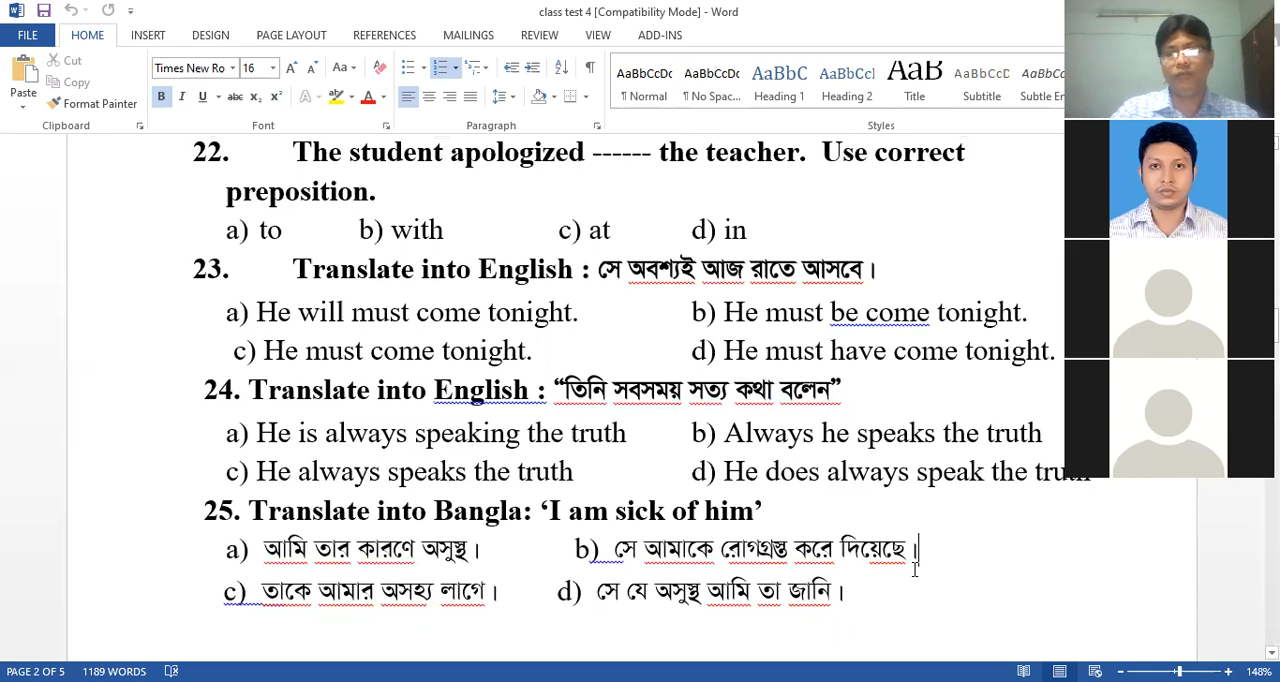 class test 4 [Compatibility Mode] - Word
FILE HOME INSERT DESIGN PAGE LAYOUT REFERENCES MAILINGS REVIEW VIEW ADD-INS
Cut
Copy
Format Painter
Paste
Times New Ro 16 Aa
B I U abc X₂ X² A A
AaBbCcDc AaBbCcDc AaBbC AaBbCcI AaB AaBbCcD AaBbCcD
¶ Normal ¶ No Spac... Heading 1 Heading 2 Title Subtitle Subtle En
Clipboard Font Paragraph Styles
22. The student apologized ------ the teacher. Use correct
preposition.
a) to b) with c) at d) in
23. Translate into English : সে অবশ্যই আজ রাতে আসবে।
a) He will must come tonight. b) He must be come tonight.
c) He must come tonight. d) He must have come tonight.
24. Translate into English : “তিনি সবসময় সত্য কথা বলেন”
a) He is always speaking the truth b) Always he speaks the truth
c) He always speaks the truth d) He does always speak the truth
25. Translate into Bangla: ‘I am sick of him’
a) আমি তার কারণে অসুস্থ। b) সে আমাকে রোগগ্রস্ত করে দিয়েছে।
c) তাকে আমার অসহ্য লাগে। d) সে যে অসুস্থ আমি তা জানি।
PAGE 2 OF 5 1189 WORDS 148%